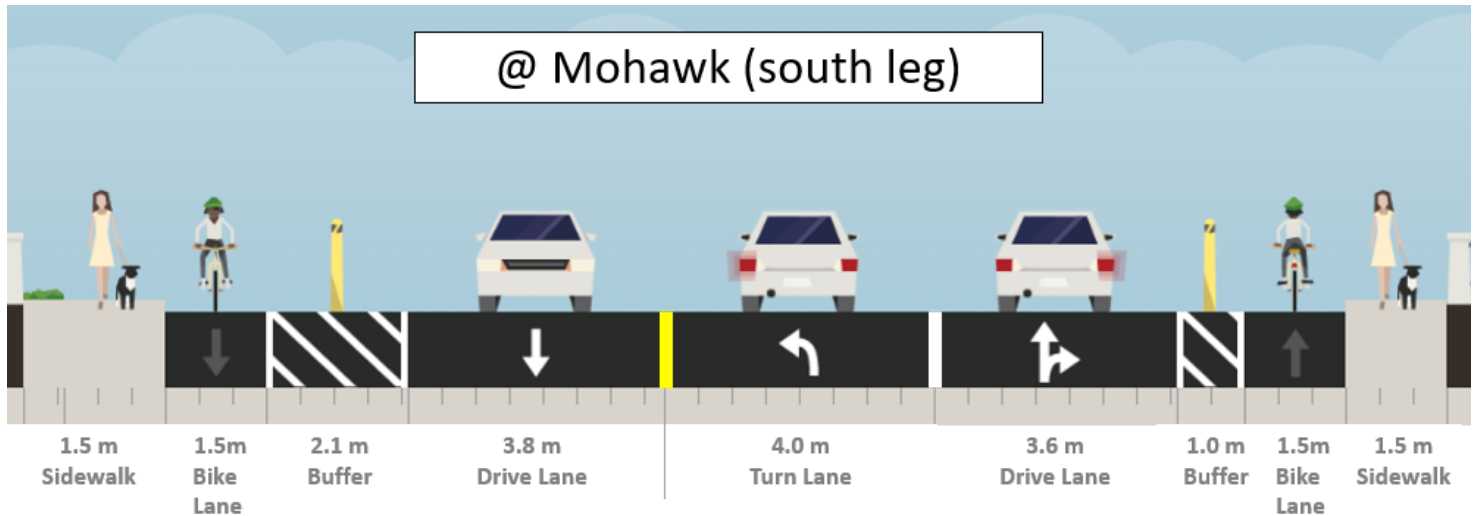 @ Mohawk (south leg)
1.5 m
Sidewalk
1.5m
Bike
Lane
2.1 m
Buffer
3.8 m
Drive Lane
4.0 m
Turn Lane
3.6 m
Drive Lane
1.0 m
Buffer
1.5m
Bike
Lane
1.5 m
Sidewalk